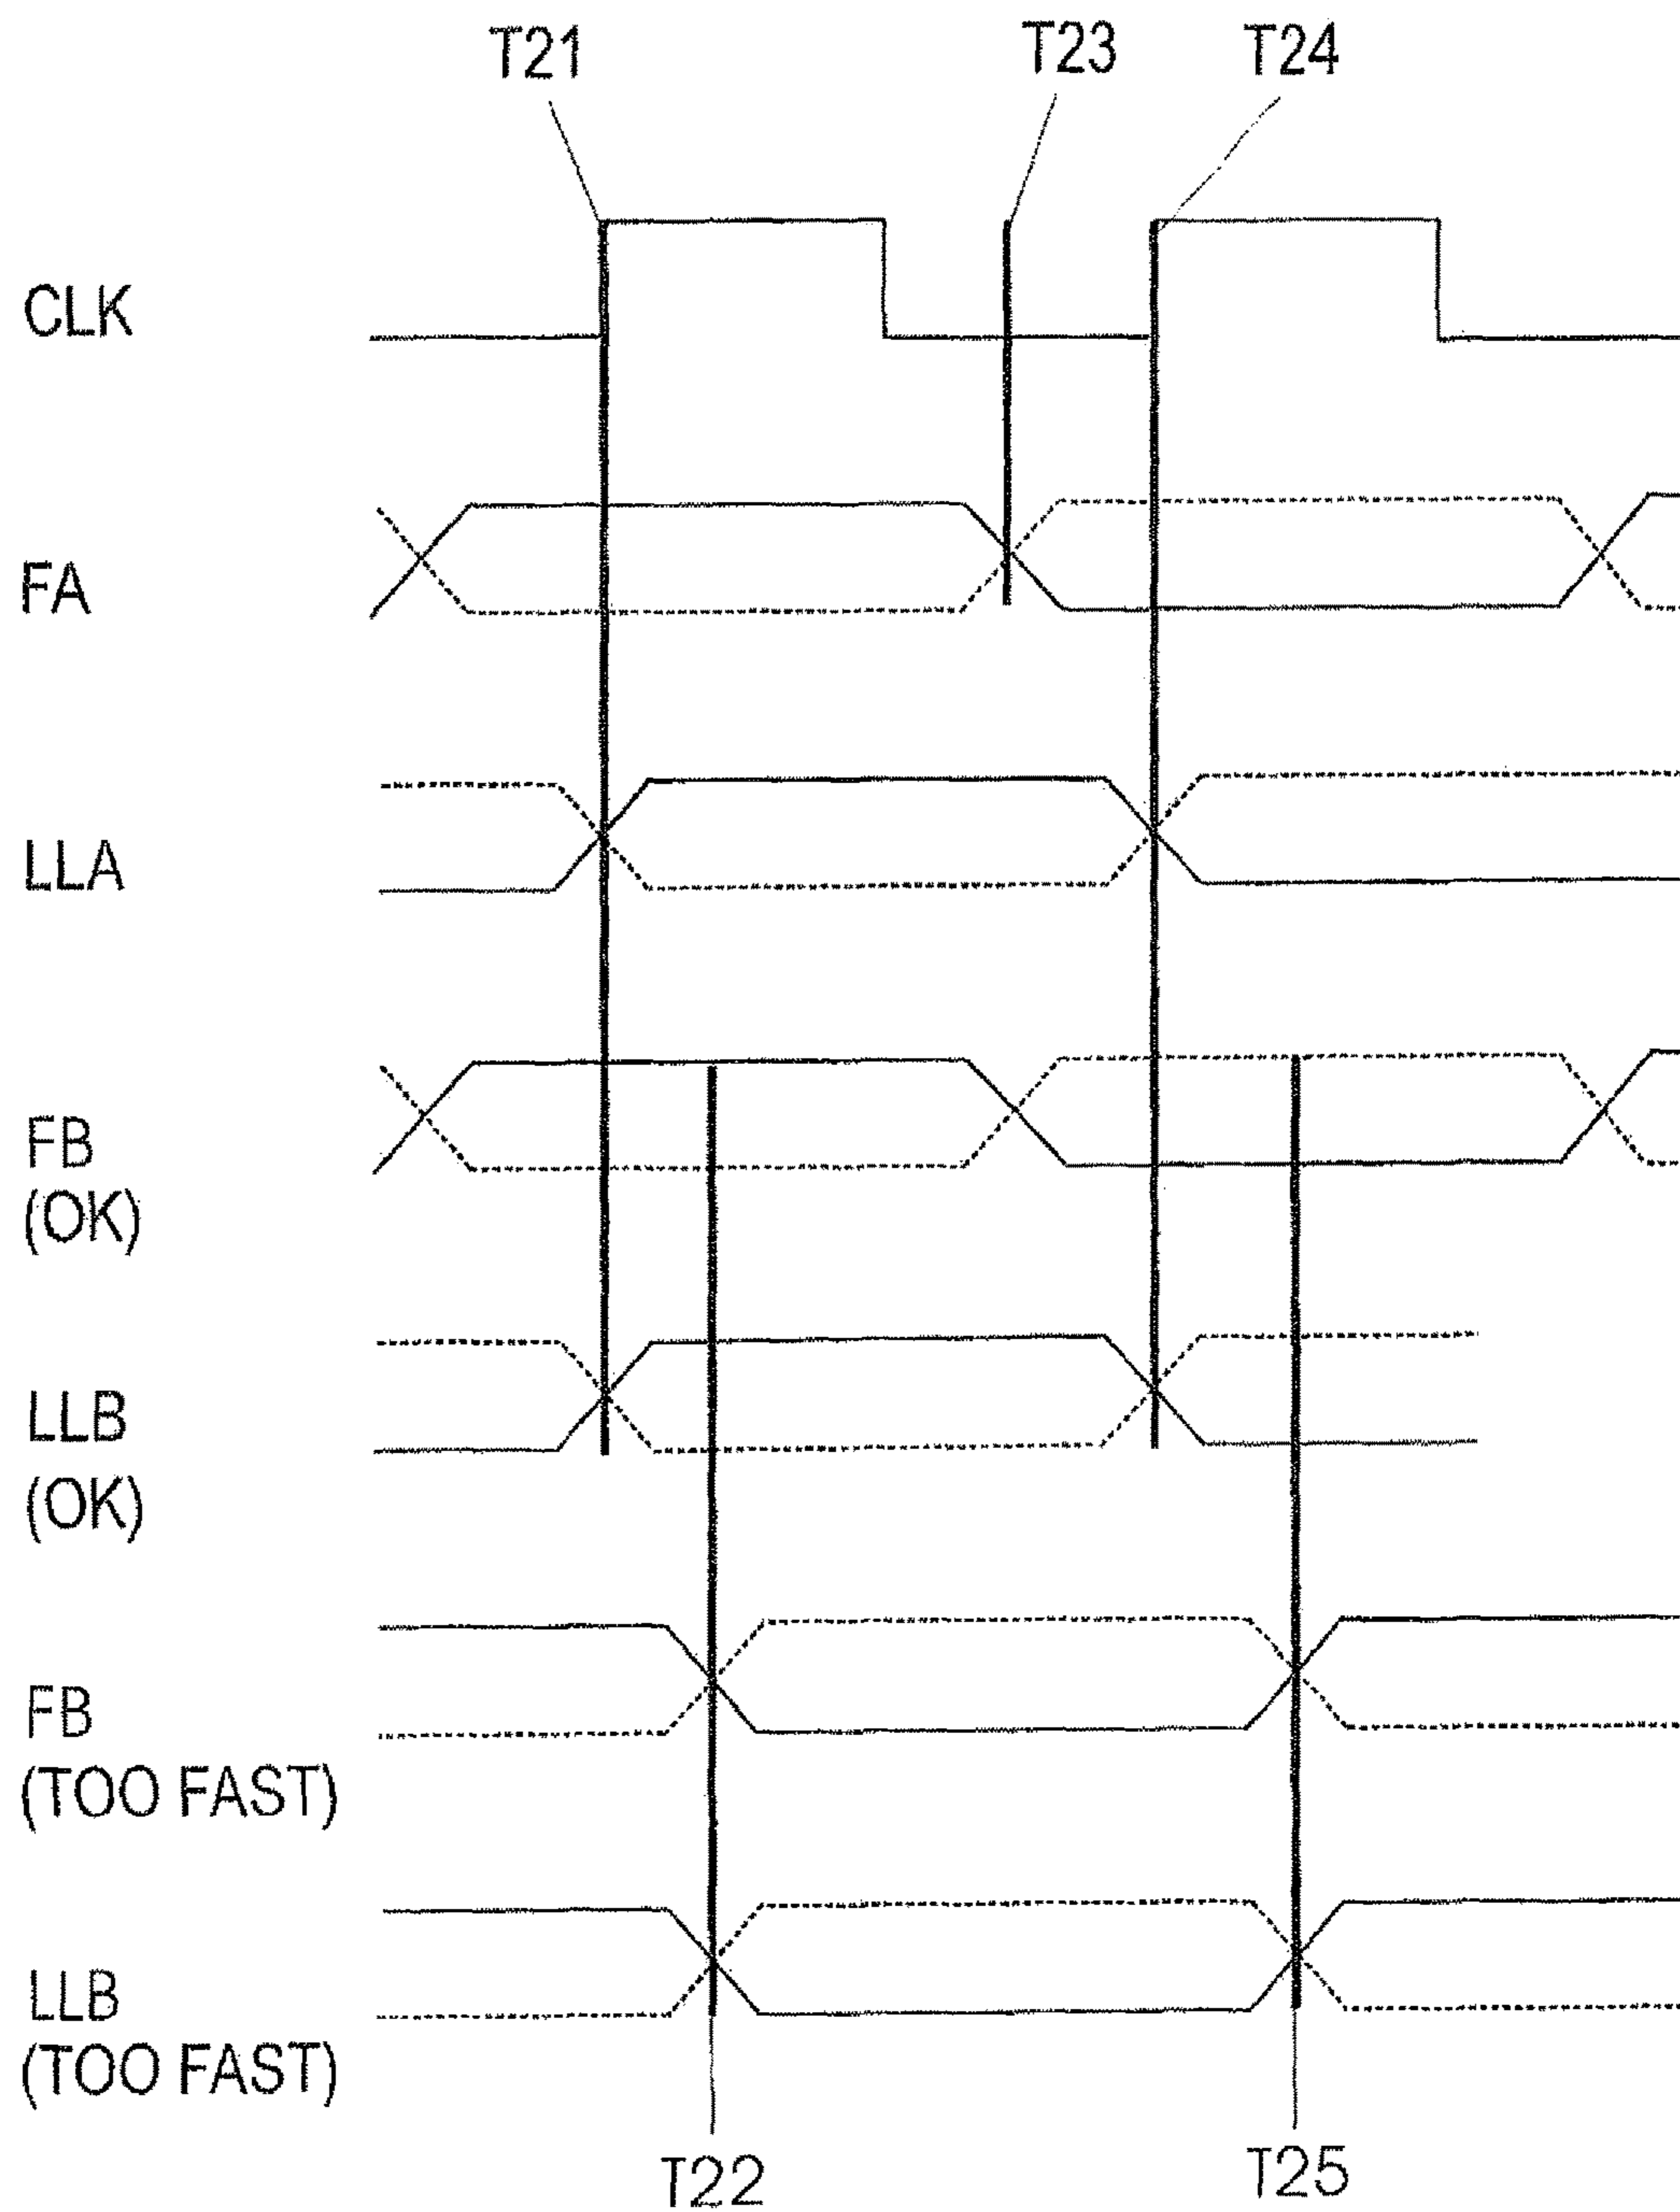 T21
T23
T24
CLK
FA
LLA
FB
(OK)
LLB
(OK)
FB
(TOO FAST)
LLB
(TOO FAST)
T22
T25